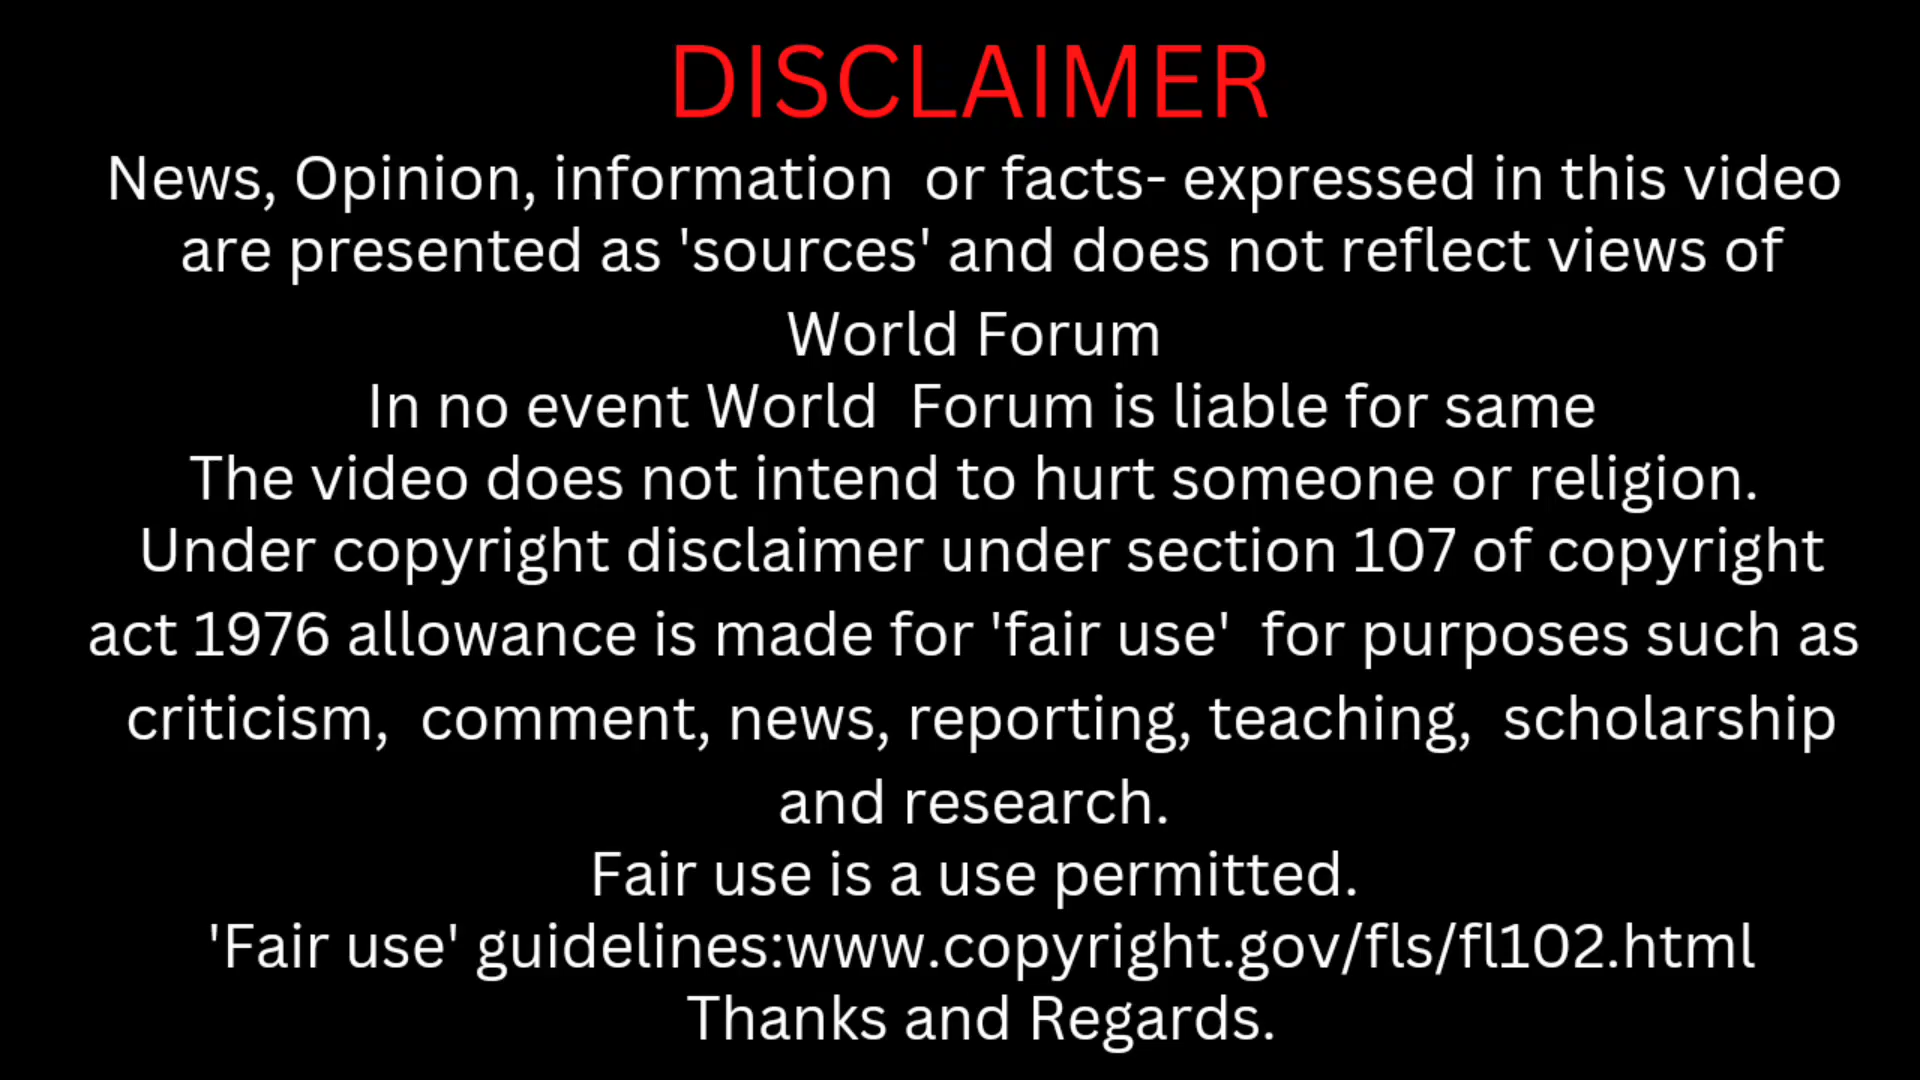 DISCLAIMER
News, Opinion, information  or facts- expressed in this video
are presented as 'sources' and does not reflect views of
World Forum
In no event World  Forum is liable for same
The video does not intend to hurt someone or religion.
Under copyright disclaimer under section 107 of copyright
act 1976 allowance is made for 'fair use'  for purposes such as
criticism,  comment, news, reporting, teaching,  scholarship
and research.
Fair use is a use permitted.
'Fair use' guidelines:www.copyright.gov/fls/fl102.html
Thanks and Regards.